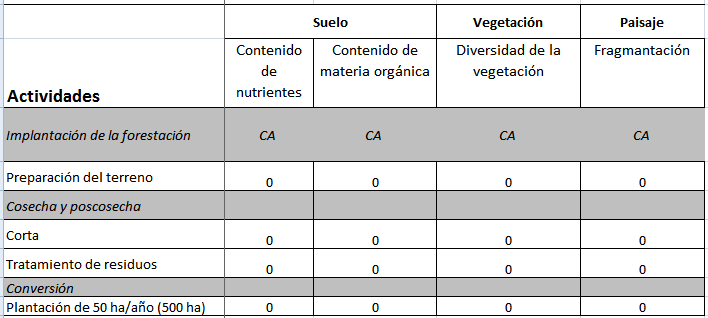 Suelo Vegetación Paisaje
Contenido Contenido de Diversidad de la Fragmantación
de materia orgánica vegetación
nutrientes
Actividades
Implantación de la forestación CA CA CA CA
Preparación del terreno 0 0 0 0
Cosecha y poscosecha
Corta 0 0 0 0
Tratamiento de residuos 0 0 0 0
Conversión
Plantación de 50 ha/año (500 ha) 0 0 0 0